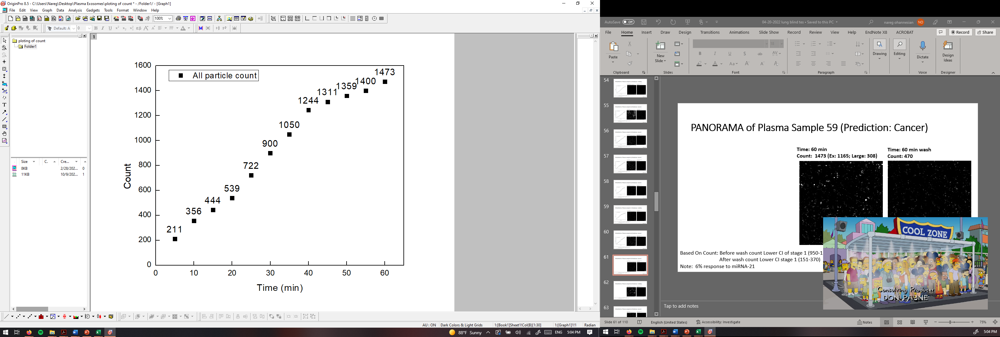 OriginPro 8.5 - C:\Users\Nareg\Desktop\Plasma Exosomes\ploting of count * - /Folder1/ - [Graph1]
File Edit View Graph Data Analysis Gadgets Tools Format Window Help
100%
Default: A 0 B I U
ploting of count
Folder1
Size C. Cre...
8KB 2/28/202... 0
11KB 10/9/202... 1
1
All particle count
Count
1600
1400
1200
1000
800
600
400
200
0
211
356
444
539
722
900
1050
1244
1311
1359
1400
1473
0 10 20 30 40 50 60
Time (min)
AU : ON Dark Colors & Light Grids 1:[Book1]Sheet1!Col(B)[1:30] 1:[Graph1]1!1 Radian
88°F Sunny ENG 5:04 PM
AutoSave Off 04-20-2022 lung blind tes • Saved to this PC nareg ohannesian NO
File Home Insert Draw Design Transitions Animations Slide Show Record Review View Help EndNote X8 ACROBAT Record Share
Paste
New
Slide
18
B I U S ab AV
Aa A A
Drawing
Editing
Dictate
Design
Ideas
Clipboard Slides Font Paragraph Voice Designer
54
55
56
57
58
59
60
61
62
63
PANORAMA of Plasma Sample 59 (Prediction: Cancer)
Time: 60 min
Count: 1473 (Ex: 1165; Large: 308)
Time: 60 min wash
Count: 470
Based On Count: Before wash count Lower CI of stage 1 (950-1
After wash count Lower CI stage 1 (151-370)
Note: 6% response to miRNA-21
COOL ZONE
Consulting Producer
DON PAYNE
Tap to add notes
Slide 61 of 110 English (United States) Accessibility: Investigate Notes 75%
5:04 PM